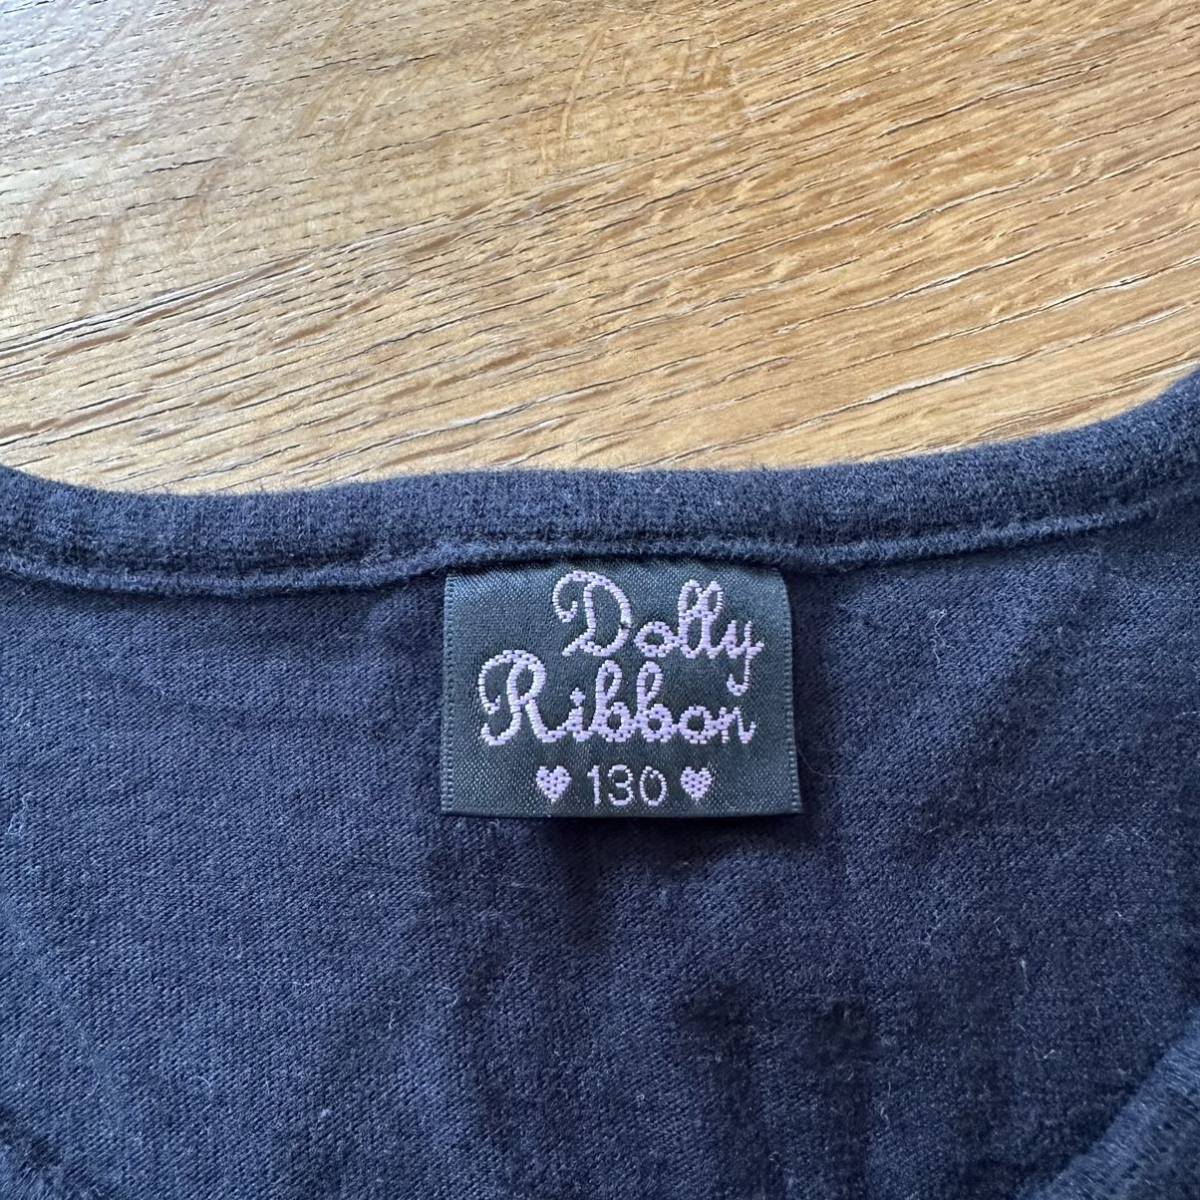 Dolly
Ribbon
♥ 130 ♥